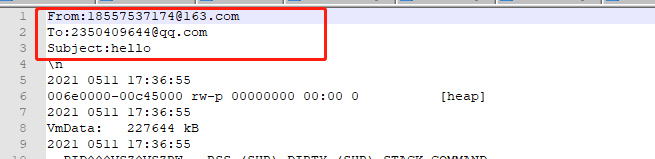 1 From:18557537174@163.com
2 To:2350409644@qq.com
3 Subject:hello
4 \n
5 2021 0511 17:36:55
6 006e0000-00c45000 rw-p 00000000 00:00 0 [heap]
7 2021 0511 17:36:55
8 VmData: 227644 kB
9 2021 0511 17:36:55